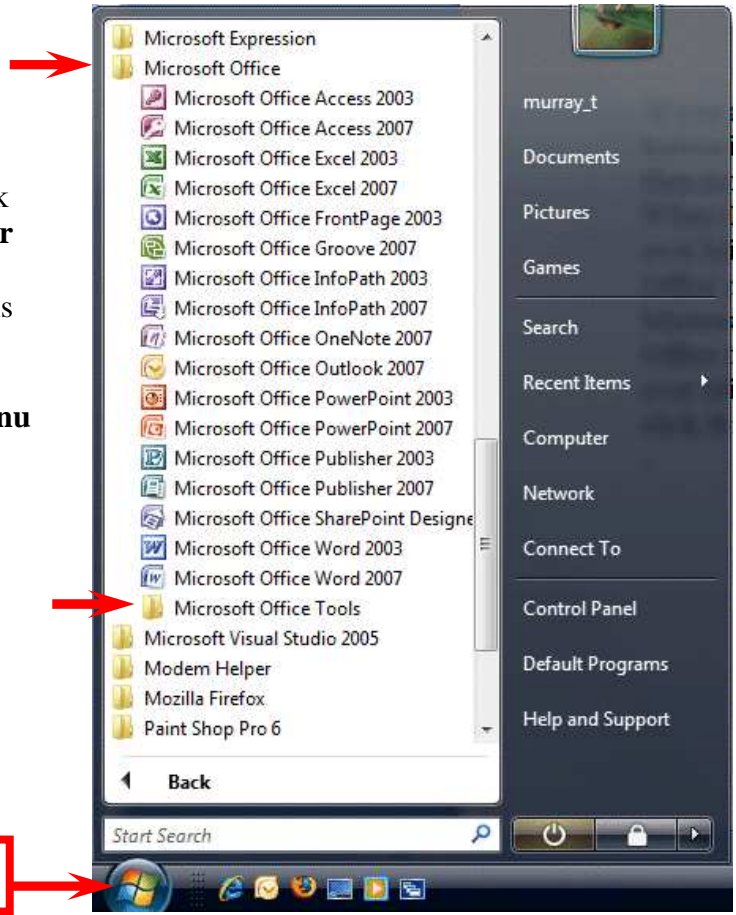 Microsoft Expression
Microsoft Office
Microsoft Office Access 2003
Microsoft Office Access 2007
Microsoft Office Excel 2003
Microsoft Office Excel 2007
Microsoft Office FrontPage 2003
Microsoft Office Groove 2007
Microsoft Office InfoPath 2003
Microsoft Office InfoPath 2007
Microsoft Office OneNote 2007
Microsoft Office Outlook 2007
Microsoft Office PowerPoint 2003
Microsoft Office PowerPoint 2007
Microsoft Office Publisher 2003
Microsoft Office Publisher 2007
Microsoft Office SharePoint Designe
Microsoft Office Word 2003
Microsoft Office Word 2007
Microsoft Office Tools
Microsoft Visual Studio 2005
Modem Helper
Mozilla Firefox
Paint Shop Pro 6
Back
Start Search
murray_t
Documents
Pictures
Games
Search
Recent Items
Computer
Network
Connect To
Control Panel
Default Programs
Help and Support
k
r
s
nu